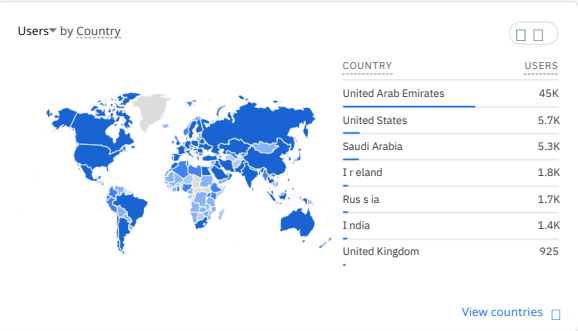 Users by Country
COUNTRY USERS
United Arab Emirates 45K
United States 5.7K
Saudi Arabia 5.3K
I r eland 1.8K
Rus s ia 1.7K
I ndia 1.4K
United Kingdom 925
View countries